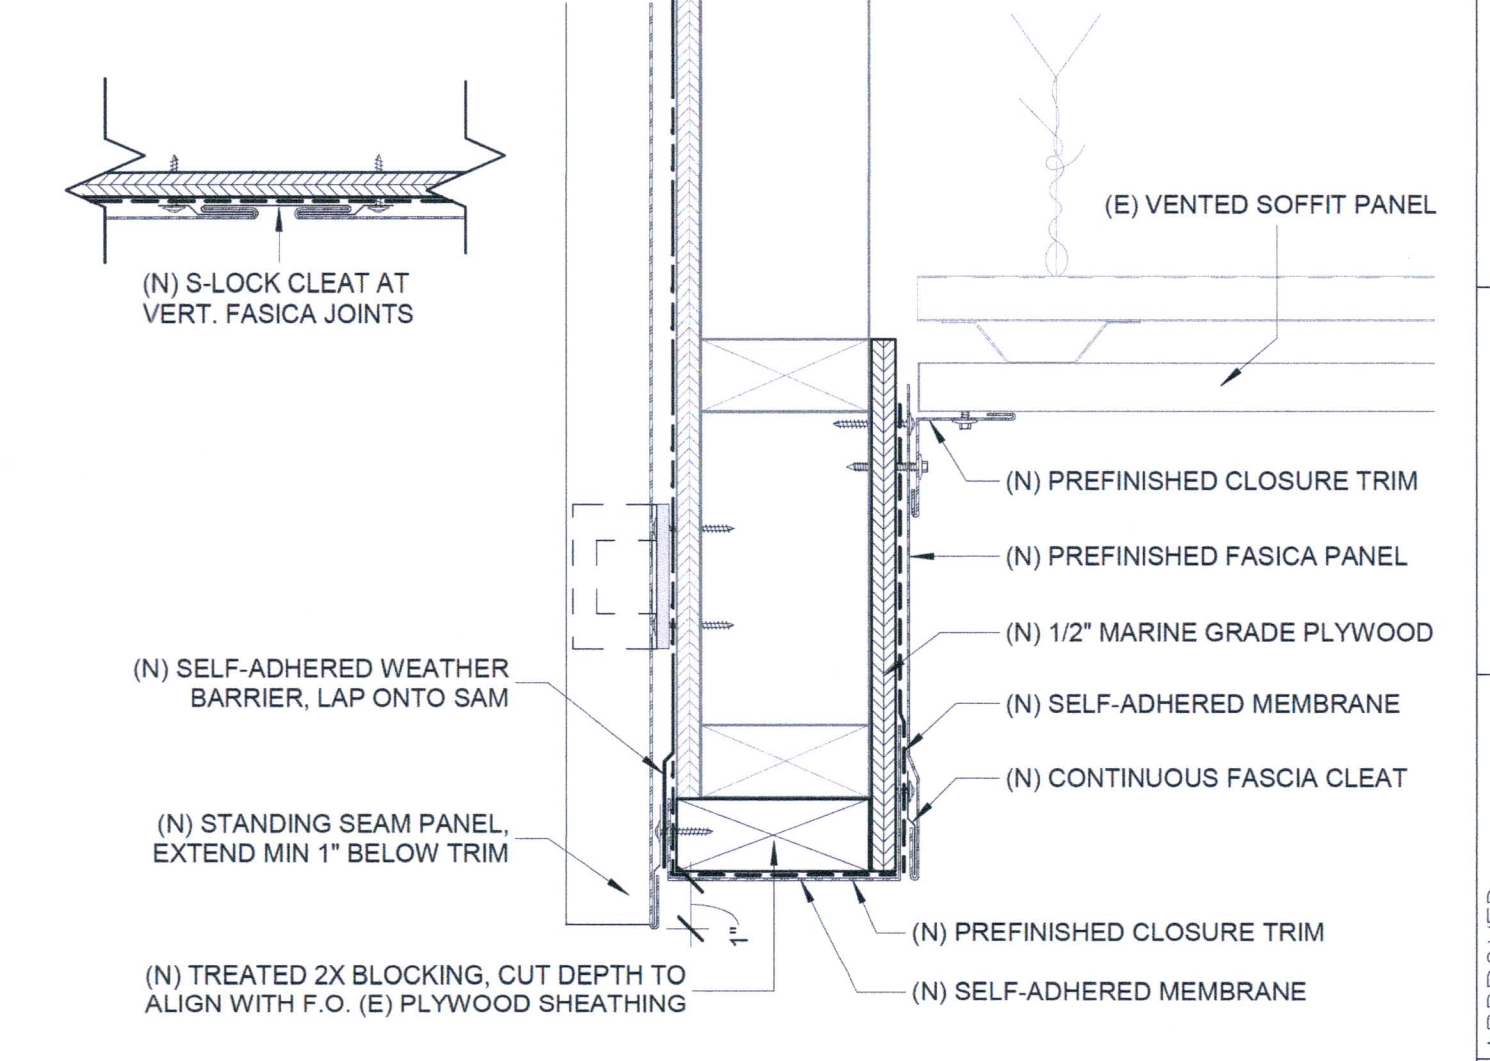 (E) VENTED SOFFIT PANEL
(N) S-LOCK CLEAT AT
VERT. FASICA JOINTS
(N) PREFINISHED CLOSURE TRIM
(N) PREFINISHED FASICA PANEL
(N) 1/2" MARINE GRADE PLYWOOD
(N) SELF-ADHERED WEATHER
BARRIER, LAP ONTO SAM
(N) SELF-ADHERED MEMBRANE
(N) CONTINUOUS FASCIA CLEAT
(N) STANDING SEAM PANEL,
EXTEND MIN 1" BELOW TRIM
1"
(N) PREFINISHED CLOSURE TRIM
(N) TREATED 2X BLOCKING, CUT DEPTH TO
ALIGN WITH F.O. (E) PLYWOOD SHEATHING
(N) SELF-ADHERED MEMBRANE